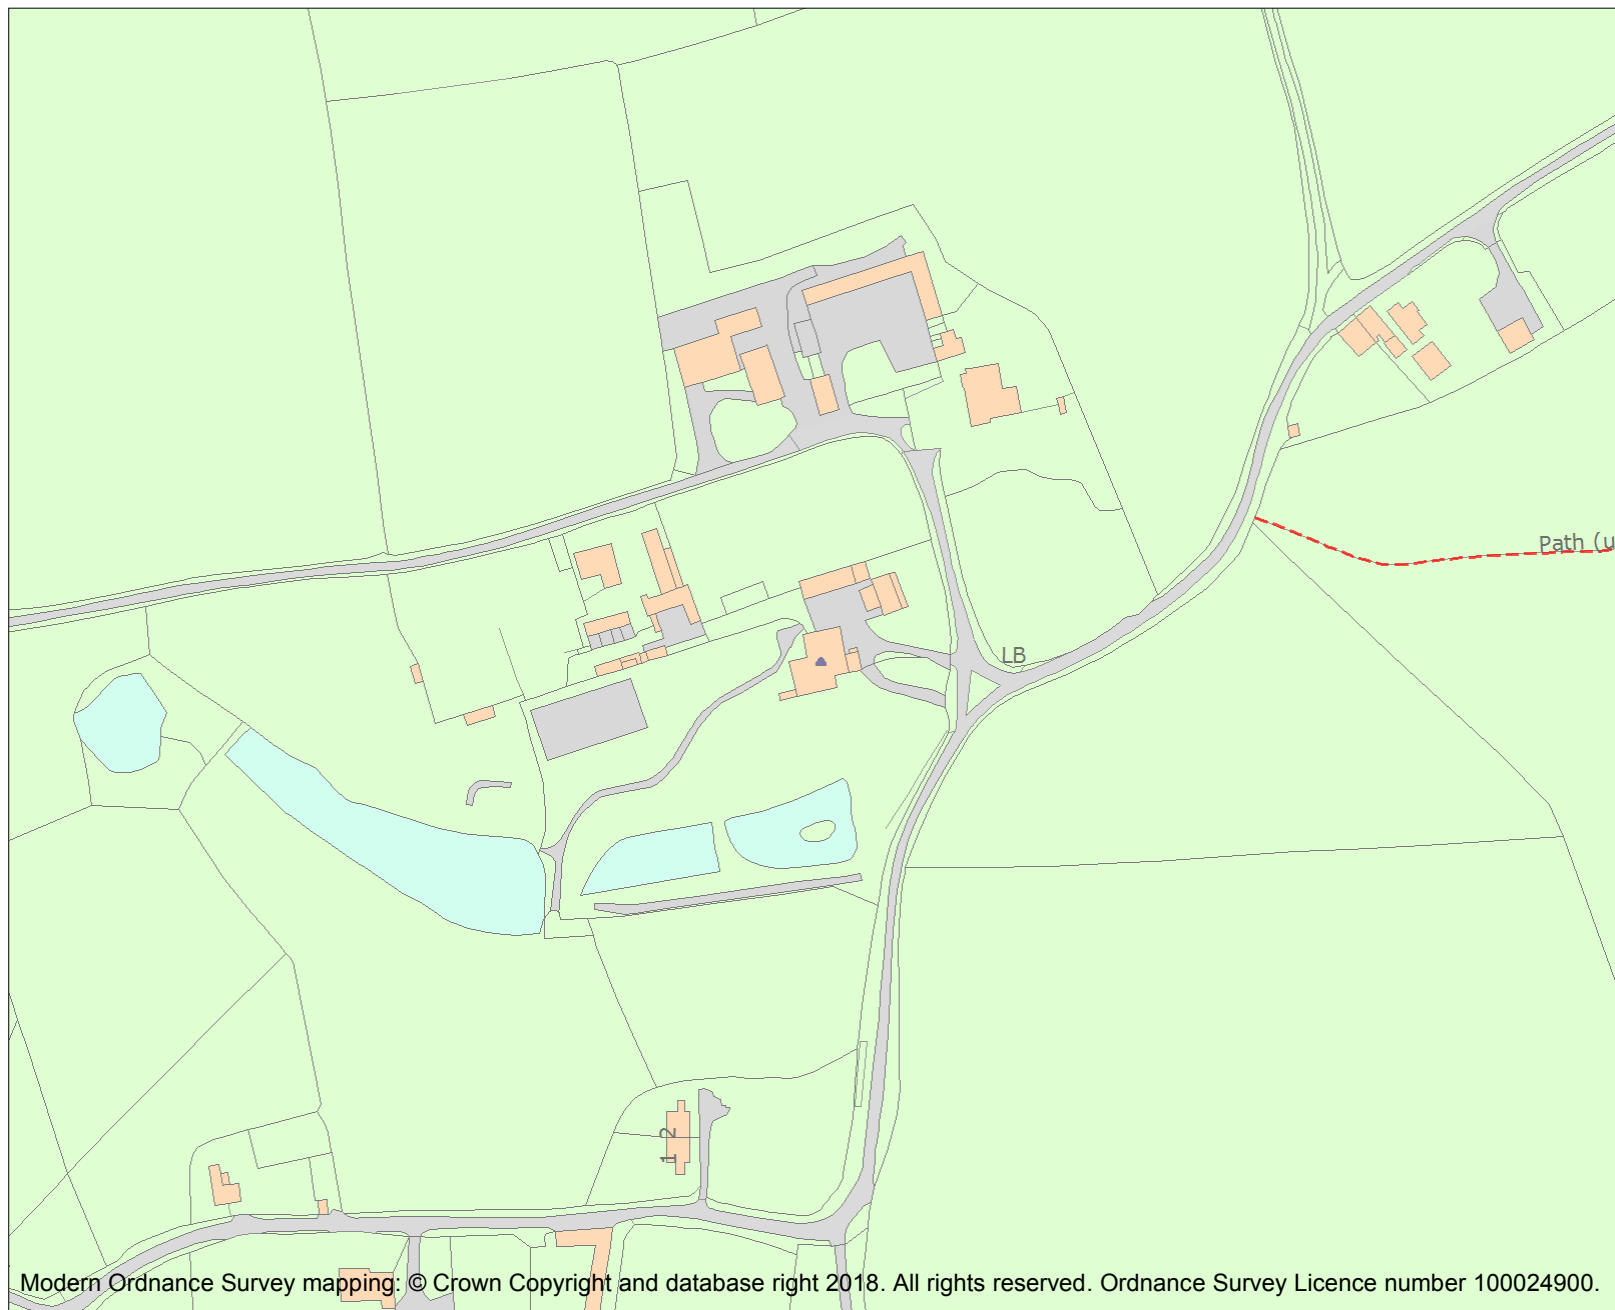 Path (u
LB
2
1
Modern Ordnance Survey mapping: © Crown Copyright and database right 2018. All rights reserved. Ordnance Survey Licence number 100024900.